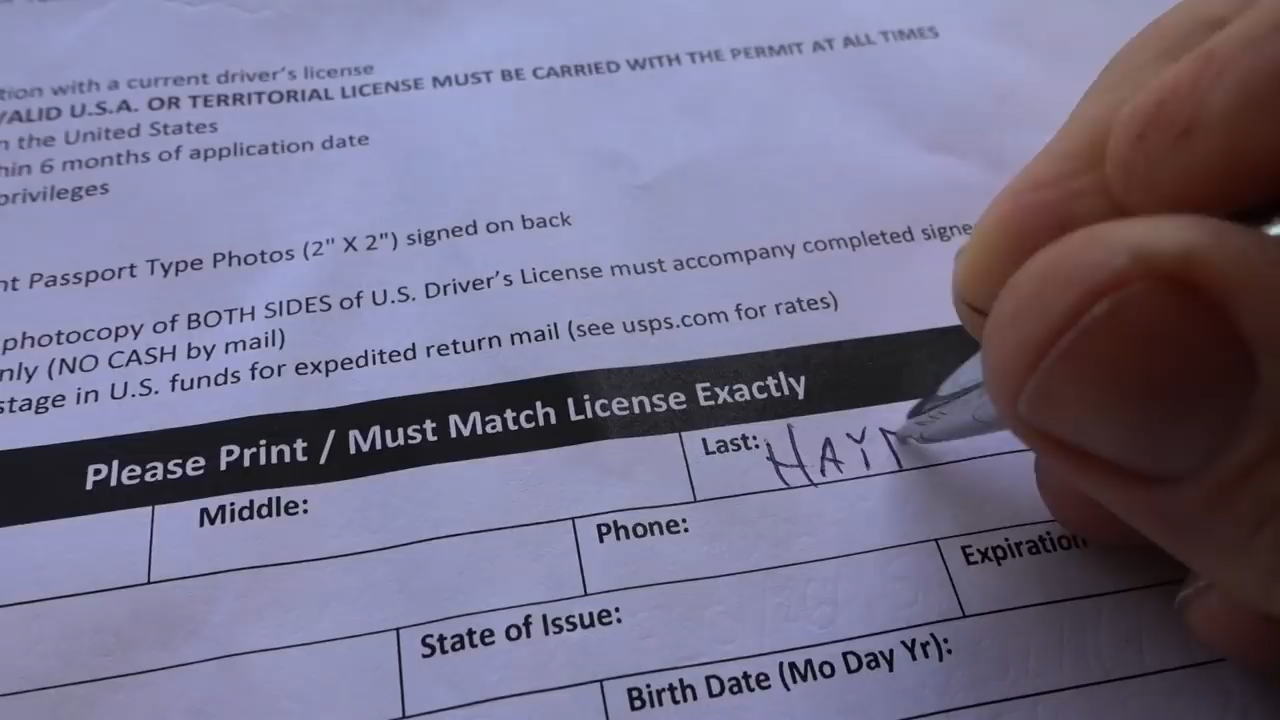 tion with a current driver's license
VALID U.S.A. OR TERRITORIAL LICENSE MUST BE CARRIED WITH THE PERMIT AT ALL TIMES
n the United States
hin 6 months of application date
privileges
nt Passport Type Photos (2" X 2") signed on back
photocopy of BOTH SIDES of U.S. Driver's License must accompany completed signe
nly (NO CASH by mail)
stage in U.S. funds for expedited return mail (see usps.com for rates)
Please Print / Must Match License Exactly
Middle:
Last: HAYN
Phone:
Expiration
State of Issue:
Birth Date (Mo Day Yr):